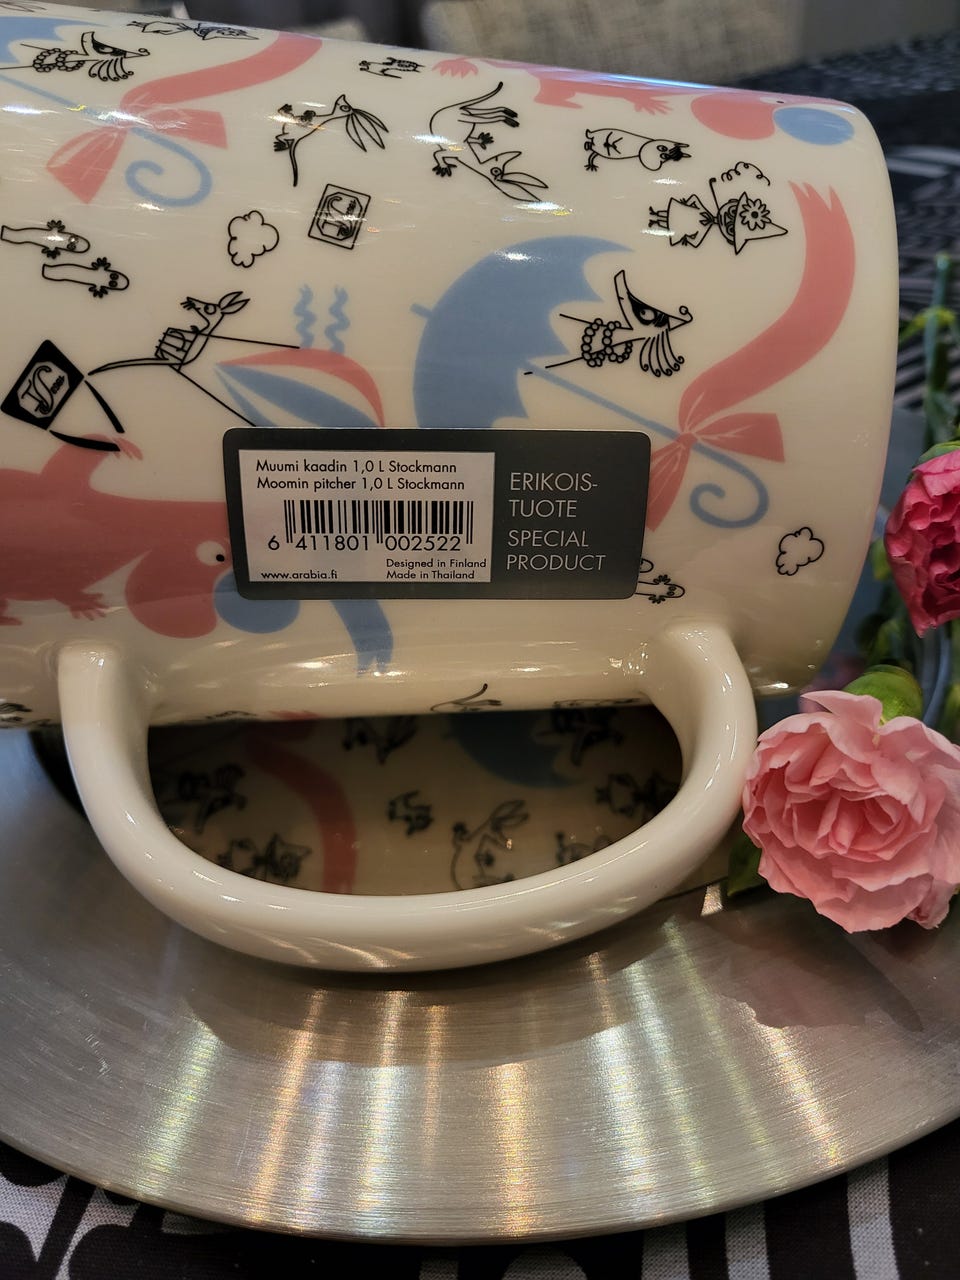 Muumi kaadin 1,0 L Stockmann
Moomin pitcher 1,0 L Stockmann
6 411801 002522
www.arabia.fi
Designed in Finland
Made in Thailand
ERIKOIS-
TUOTE
SPECIAL
PRODUCT